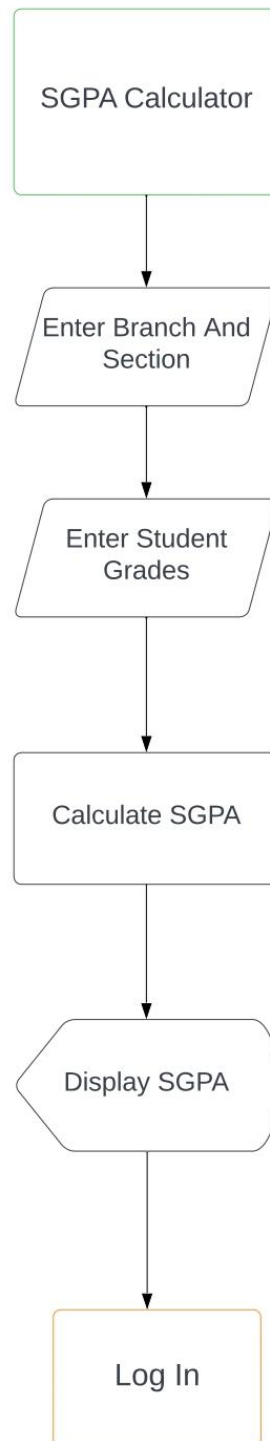 SGPA Calculator
Enter Branch And
Section
Enter Student
Grades
Calculate SGPA
Display SGPA
Log In